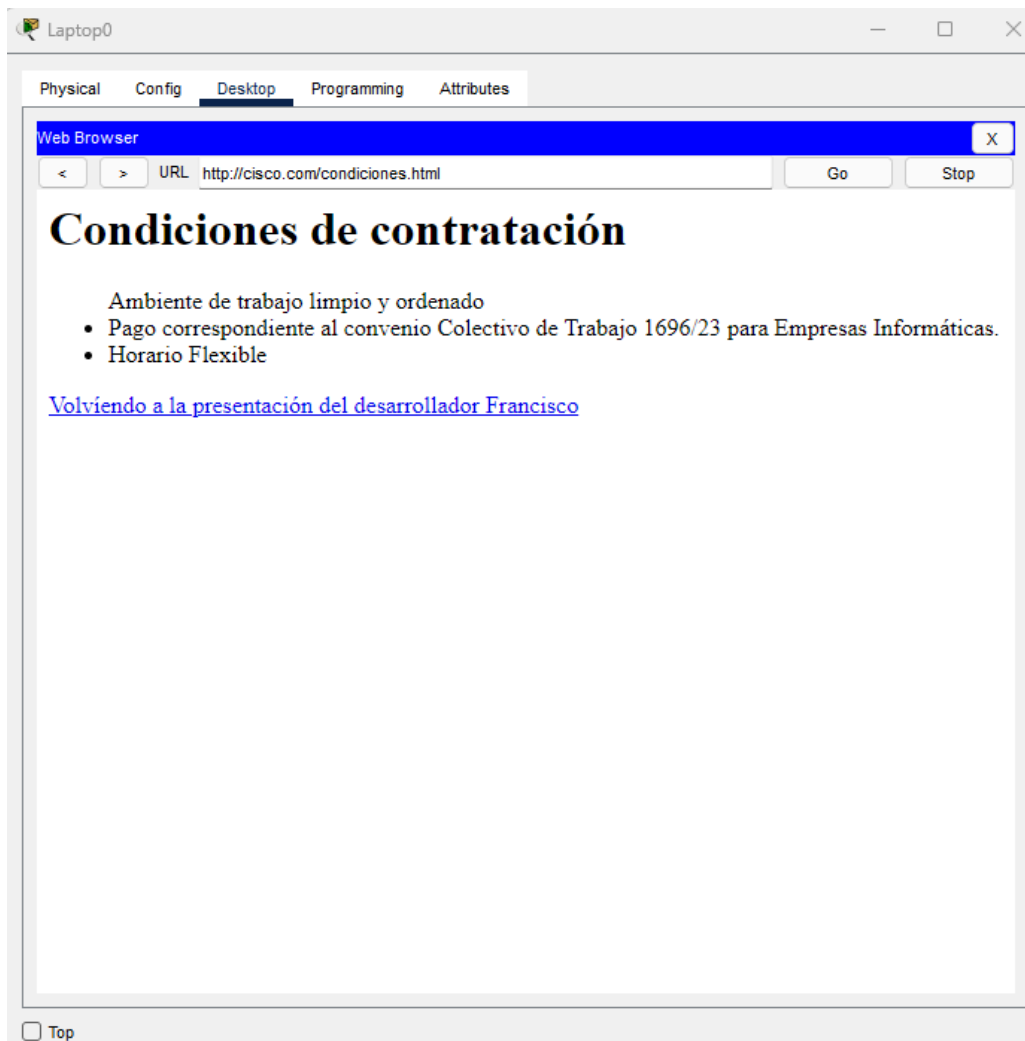 Laptop0
Physical Config Desktop Programming Attributes
Web Browser X
< > URL http://cisco.com/condiciones.html Go Stop
Condiciones de contratación
Ambiente de trabajo limpio y ordenado
• Pago correspondiente al convenio Colectivo de Trabajo 1696/23 para Empresas Informáticas.
• Horario Flexible
Volvíendo a la presentación del desarrollador Francisco
Top